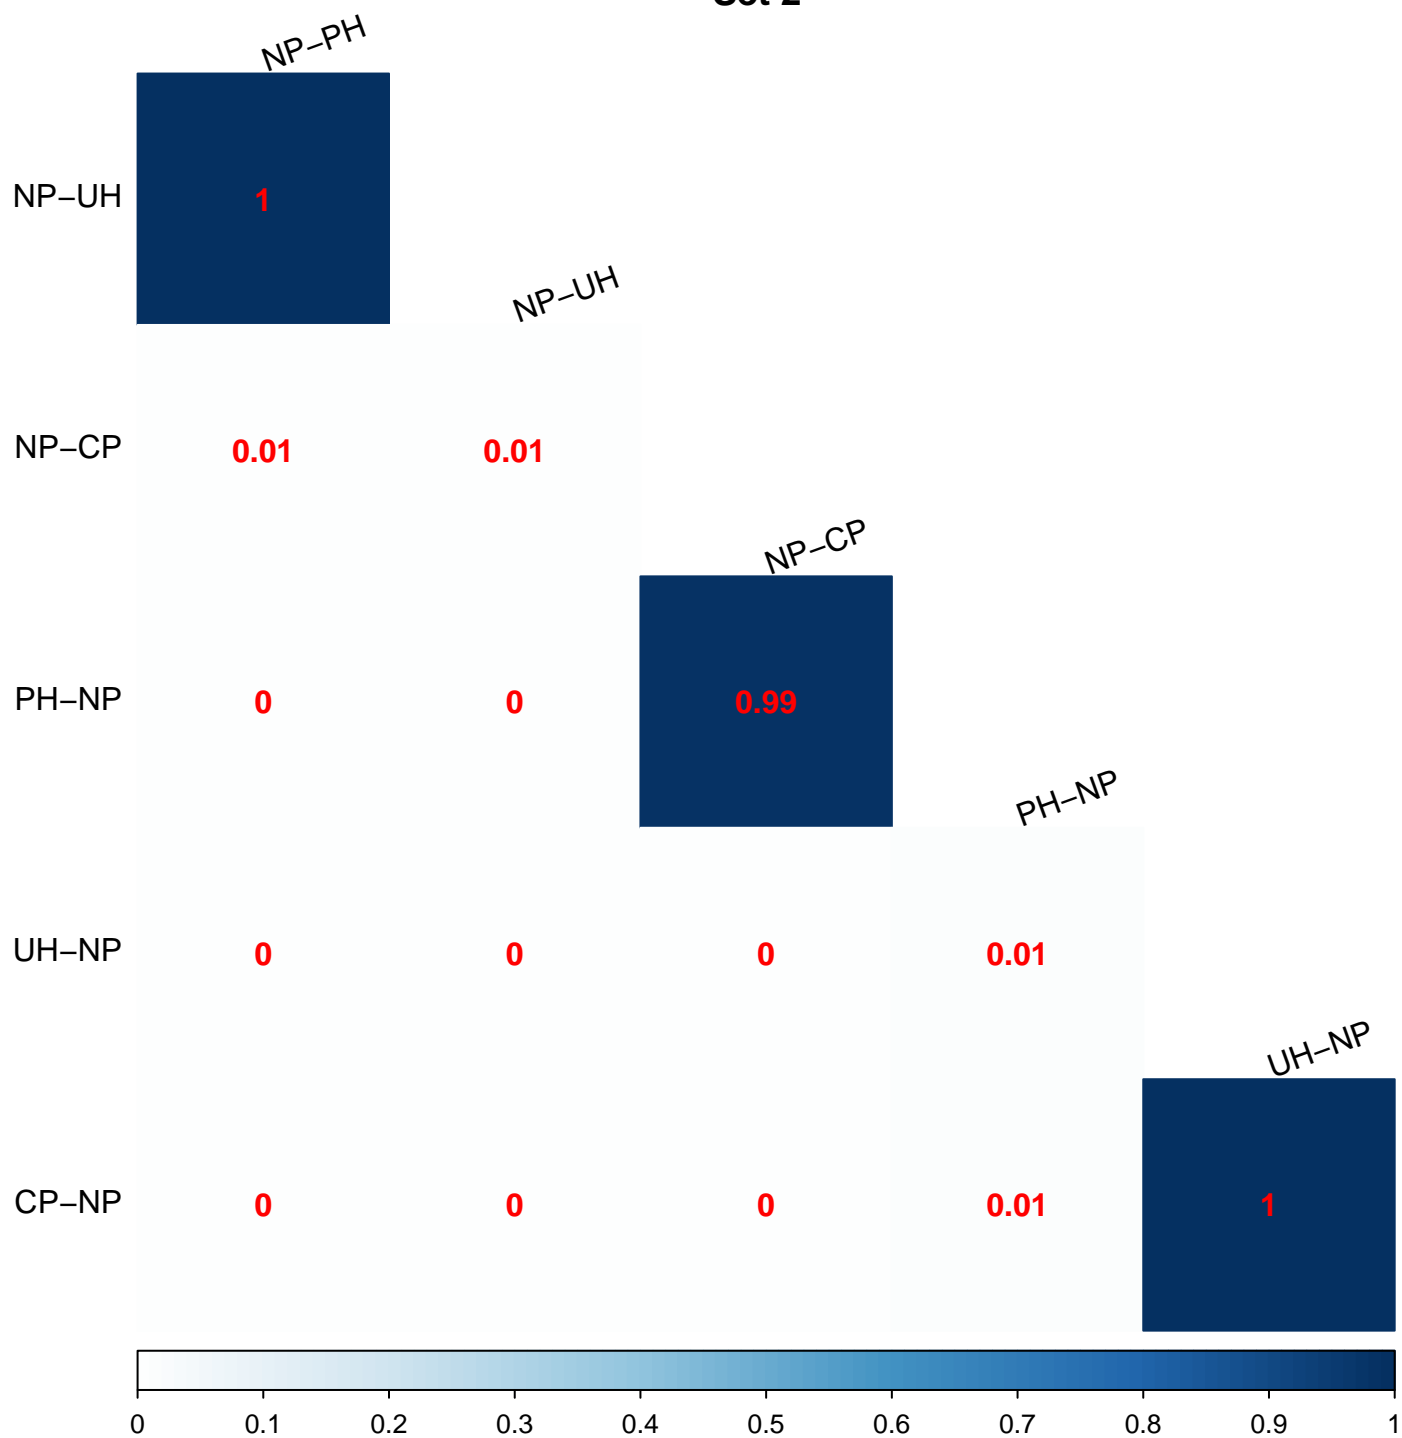 Set 2
NP−PH
NP−UH 1
NP−UH
NP−CP 0.01 0.01
NP−CP
PH−NP 0 0 0.99
PH−NP
UH−NP 0 0 0 0.01
UH−NP
CP−NP 0 0 0 0.01 1
0 0.1 0.2 0.3 0.4 0.5 0.6 0.7 0.8 0.9 1